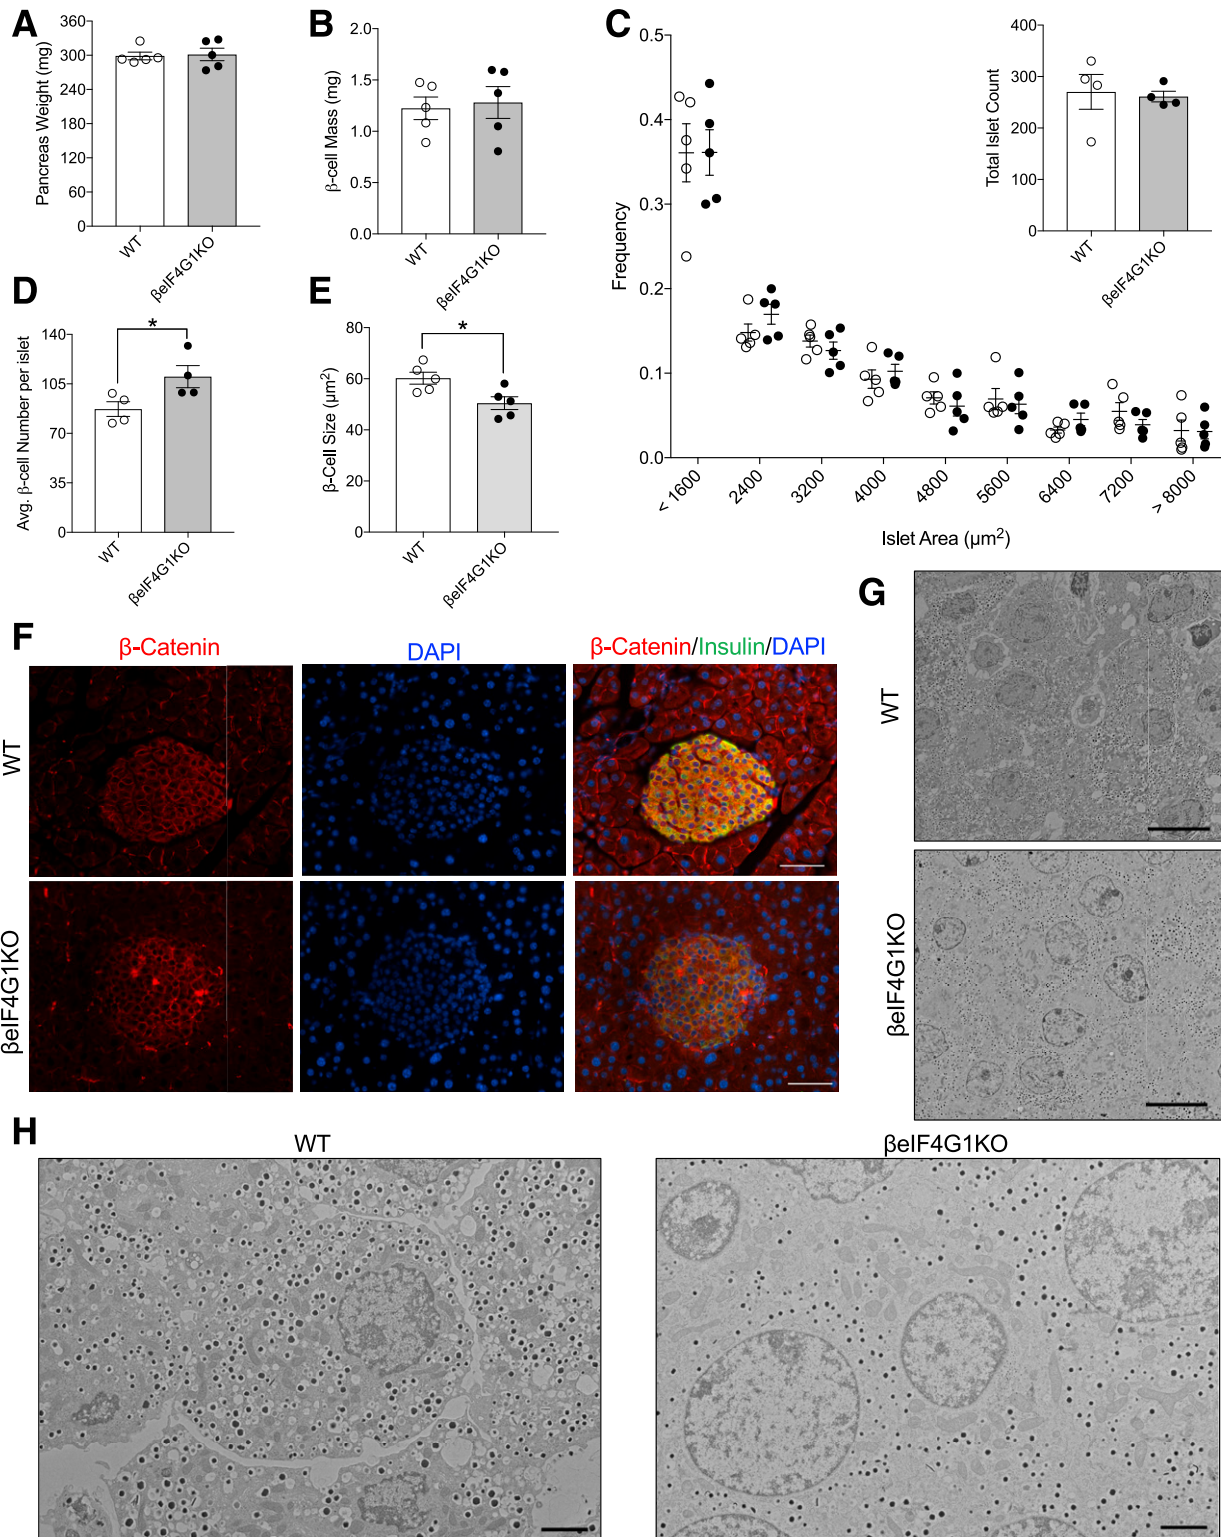 A
Pancreas Weight (mg)
360
300
240
180
120
60
0
WT
βeIF4G1KO
B
β-cell Mass (mg)
2.0
1.5
1.0
0.5
0.0
WT
βeIF4G1KO
C
Frequency
0.5
0.4
0.3
0.2
0.1
0.0
< 1600
2400
3200
4000
4800
5600
6400
7200
> 8000
Islet Area (µm²)
Total Islet Count
400
300
200
100
0
WT
βeIF4G1KO
D
Avg. β-cell Number per islet
140
105
70
35
0
*
WT
βeIF4G1KO
E
β-Cell Size (µm²)
80
60
40
20
0
*
WT
βeIF4G1KO
F
β-Catenin
DAPI
β-Catenin/Insulin/DAPI
WT
βeIF4G1KO
G
WT
βeIF4G1KO
H
WT
βeIF4G1KO